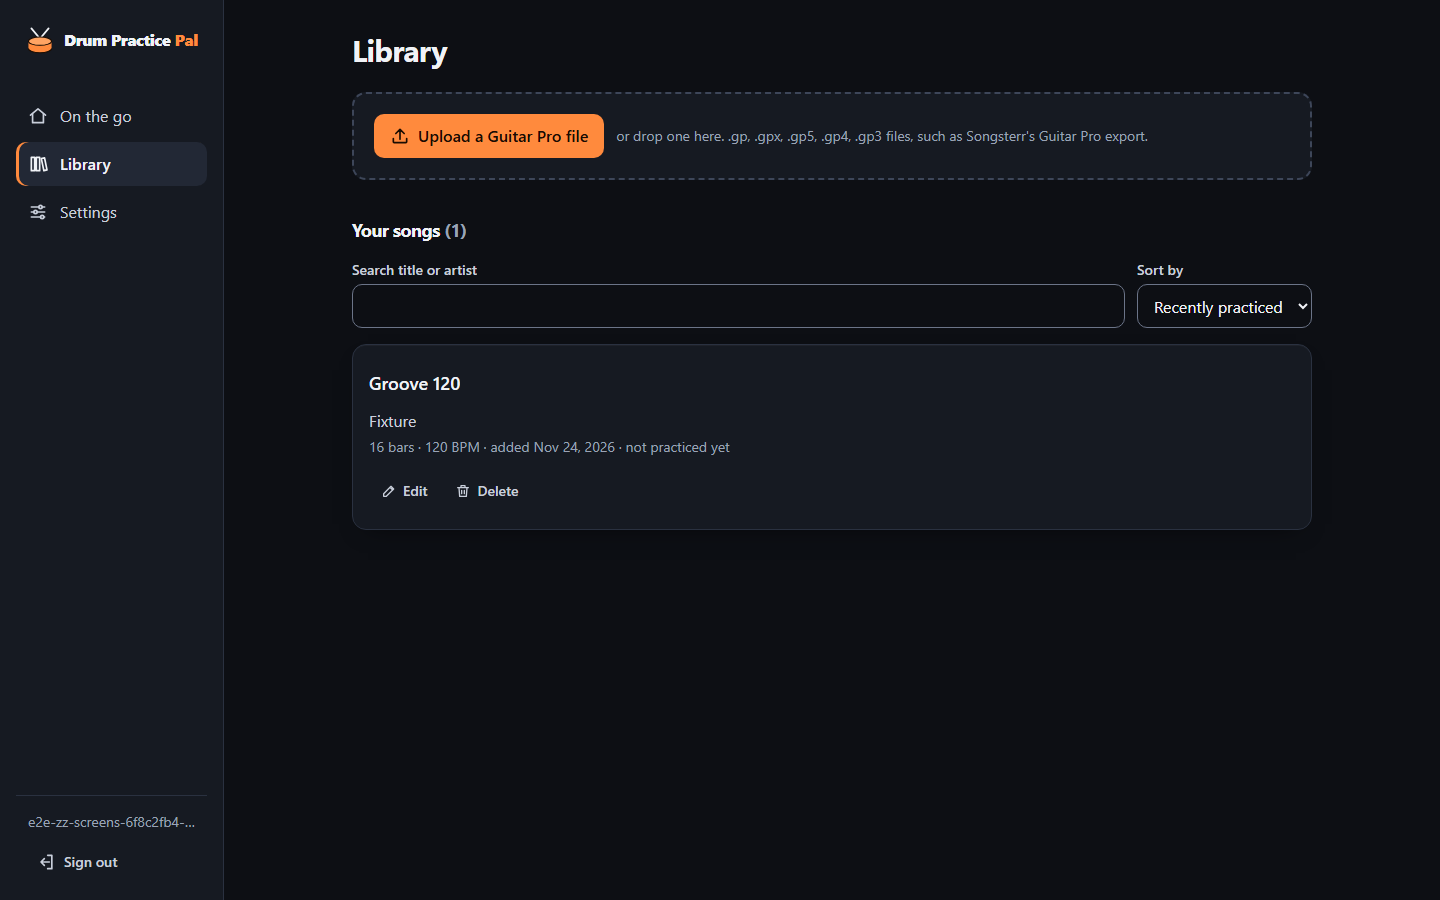 Drum Practice Pal
On the go
Library
Settings
e2e-zz-screens-6f8c2fb4-...
Sign out
Library
Upload a Guitar Pro file
or drop one here. .gp, .gpx, .gp5, .gp4, .gp3 files, such as Songsterr's Guitar Pro export.
Your songs (1)
Search title or artist
Sort by
Recently practiced
Groove 120
Fixture
16 bars · 120 BPM · added Nov 24, 2026 · not practiced yet
Edit
Delete